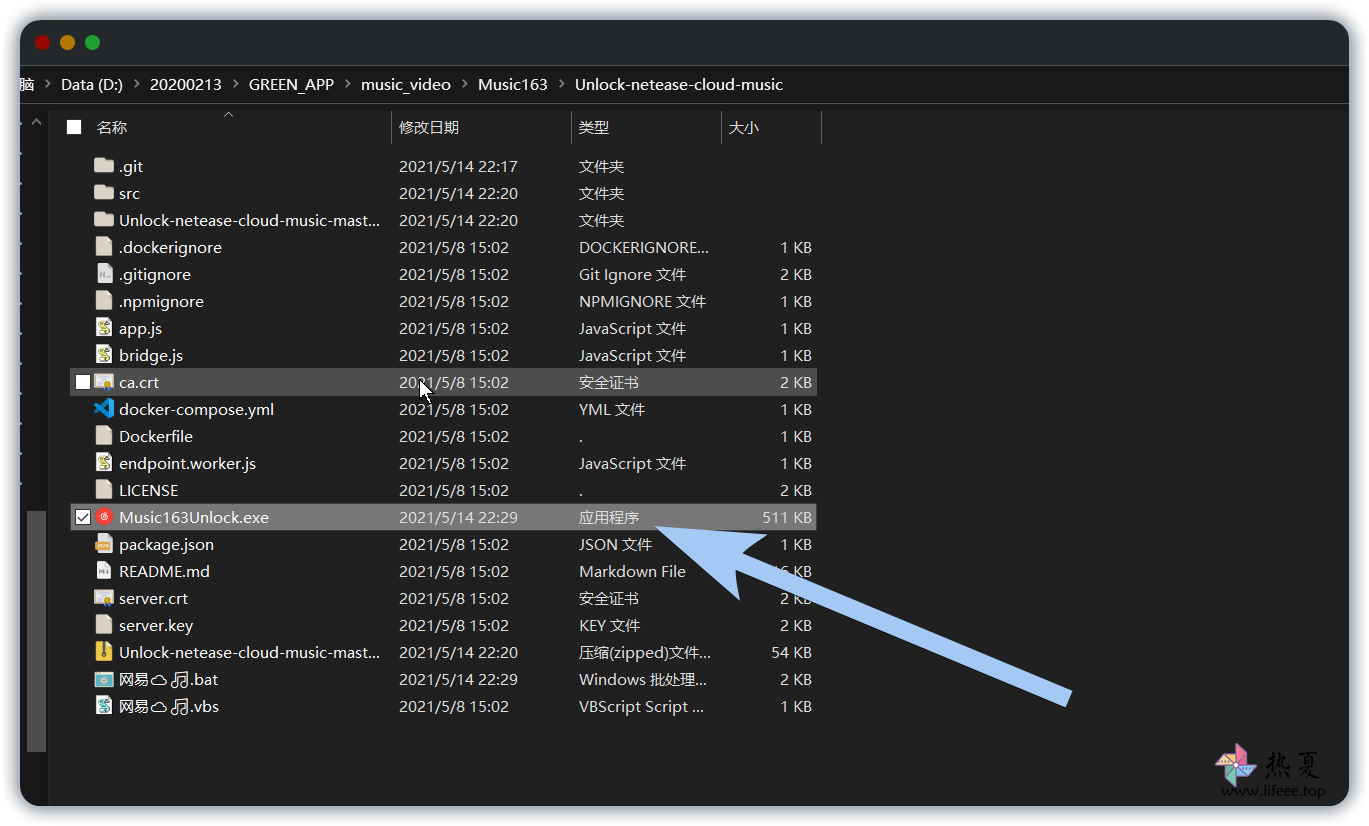 脑 > Data (D:) > 20200213 > GREEN_APP > music_video > Music163 > Unlock-netease-cloud-music
名称 修改日期 类型 大小
.git 2021/5/14 22:17 文件夹
src 2021/5/14 22:20 文件夹
Unlock-netease-cloud-music-mast... 2021/5/14 22:20 文件夹
.dockerignore 2021/5/8 15:02 DOCKERIGNORE... 1 KB
.gitignore 2021/5/8 15:02 Git Ignore 文件 2 KB
.npmignore 2021/5/8 15:02 NPMIGNORE 文件 1 KB
app.js 2021/5/8 15:02 JavaScript 文件 1 KB
bridge.js 2021/5/8 15:02 JavaScript 文件 1 KB
ca.crt 2021/5/8 15:02 安全证书 2 KB
docker-compose.yml 2021/5/8 15:02 YML 文件 1 KB
Dockerfile 2021/5/8 15:02 . 1 KB
endpoint.worker.js 2021/5/8 15:02 JavaScript 文件 1 KB
LICENSE 2021/5/8 15:02 . 2 KB
Music163Unlock.exe 2021/5/14 22:29 应用程序 511 KB
package.json 2021/5/8 15:02 JSON 文件 1 KB
README.md 2021/5/8 15:02 Markdown File KB
server.crt 2021/5/8 15:02 安全证书 2 KB
server.key 2021/5/8 15:02 KEY 文件 2 KB
Unlock-netease-cloud-music-mast... 2021/5/14 22:20 压缩(zipped)文件... 54 KB
网易☁🎵.bat 2021/5/14 22:29 Windows 批处理... 2 KB
网易☁🎵.vbs 2021/5/8 15:02 VBScript Script ... 1 KB
热夏
www.lifeee.top